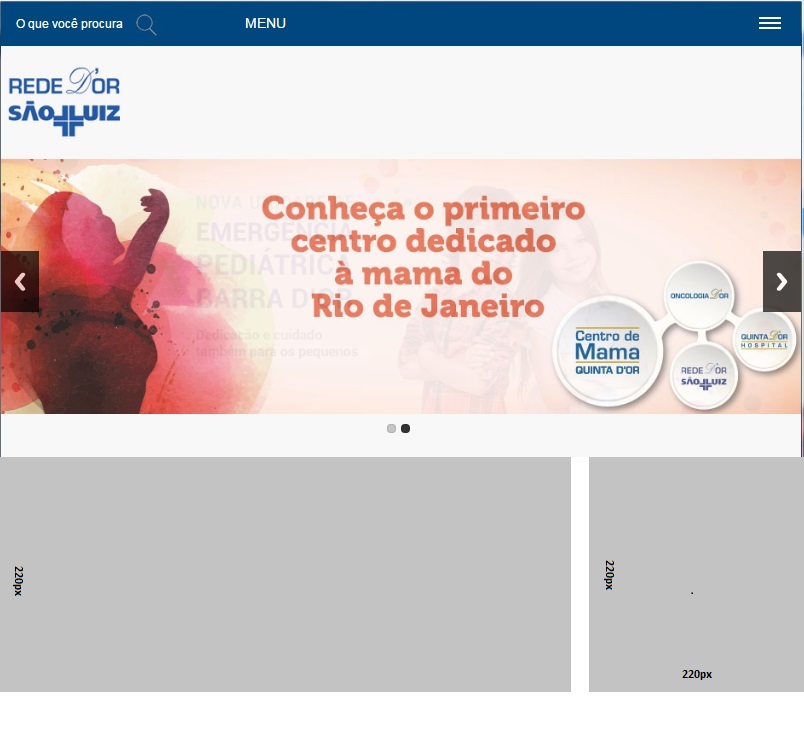 O que você procura
MENU
REDE D'OR
SÃO LUIZ
NOVA U
EMERGÊNCIA
PEDIÁTRICA
BARRA D'OR
Dedicação e cuidado
também para os pequenos
Conheça o primeiro
centro dedicado
à mama do
Rio de Janeiro
ONCOLOGIA D'OR
Centro de
Mama
QUINTA D'OR
QUINTA D'OR
HOSPITAL
REDE D'OR
SÃO LUIZ
220px
220px
220px